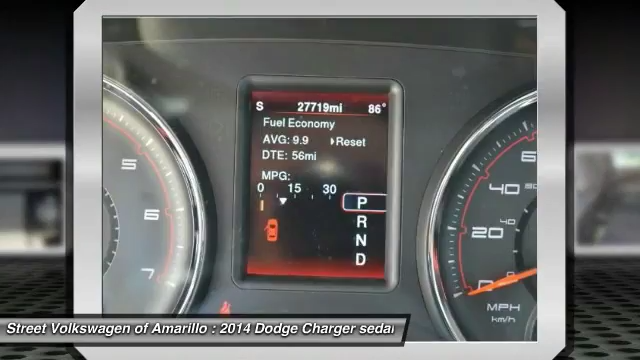 S 27719mi 86°
Fuel Economy
AVG: 9.9 Reset
DTE: 56mi
MPG:
0 15 30
P
R
N
D
5
6
7
60
40
20
40
0
MPH
km/h
Street Volkswagen of Amarillo : 2014 Dodge Charger sedan